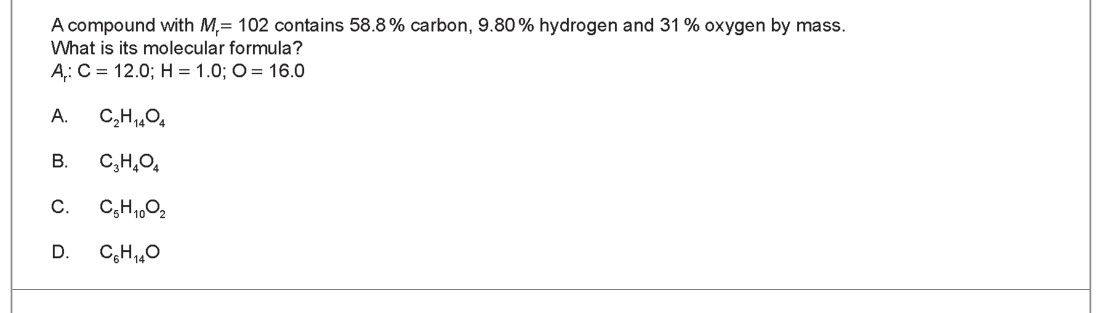 A compound with Mᵣ= 102 contains 58.8 % carbon, 9.80 % hydrogen and 31 % oxygen by mass.
What is its molecular formula?
Aᵣ: C = 12.0; H = 1.0; O = 16.0
A. C₂H₁₄O₄
B. C₃H₄O₄
C. C₅H₁₀O₂
D. C₆H₁₄O